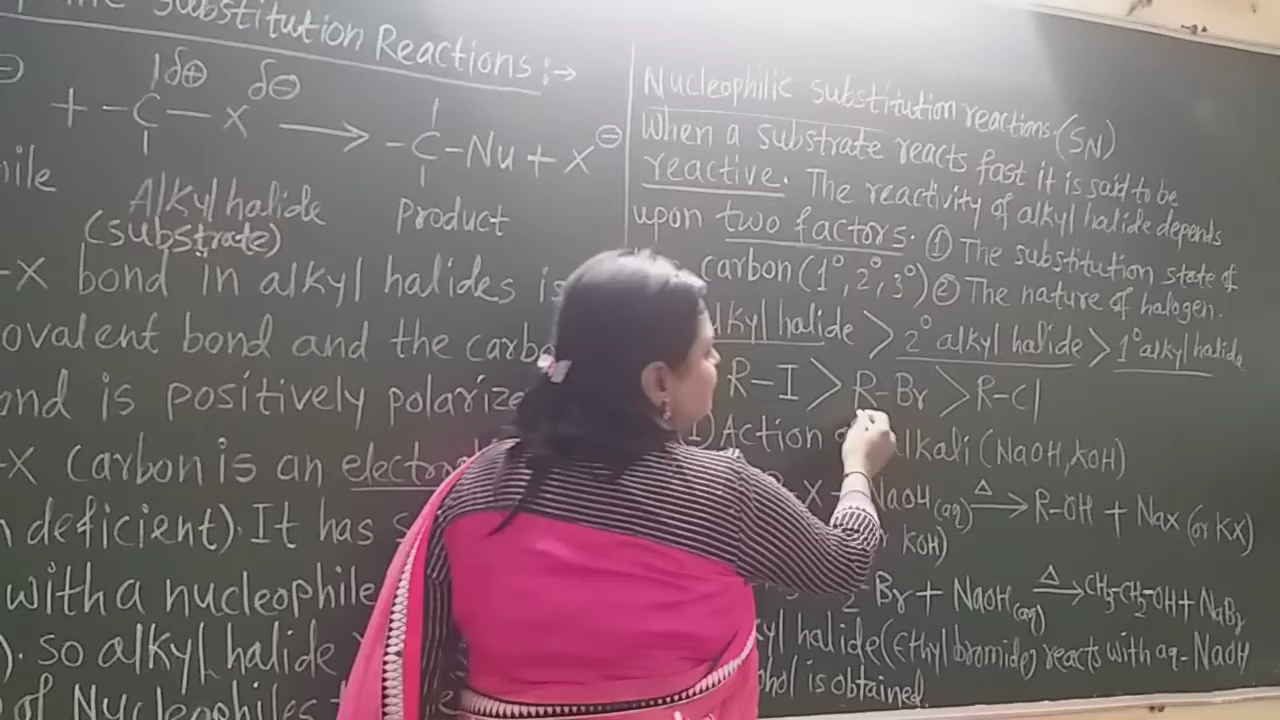 Substitution Reactions :→
⊖ + -C-X → -C-Nu + X⊖
δ⊕ δ⊖
Alkyl halide Product
(substrate)
-X bond in alkyl halides is
ovalent bond and the carbo
ond is positively polarize
-X Carbon is an electro
n deficient). It has s
with a nucleophile
). so alkyl halide
of Nucleophiles
Nucleophilic substitution reactions. (SN)
When a substrate reacts fast it is said to be
reactive. The reactivity of alkyl halide depends
upon two factors. ① The substitution state of
carbon (1°, 2°, 3°) ② The nature of halogen.
lkyl halide > 2° alkyl halide > 1° alkyl halide
R-I > R-Br > R-Cl
1) Action lkali (NaOH, KOH)
X + NaOH(aq) Δ→ R-OH + Nax (or KX)
KOH)
2 Br + NaOH(aq) Δ→ CH3-CH2-OH + NaBr
kyl halide (Ethyl bromide) reacts with aq-NaOH
ohol is obtained.